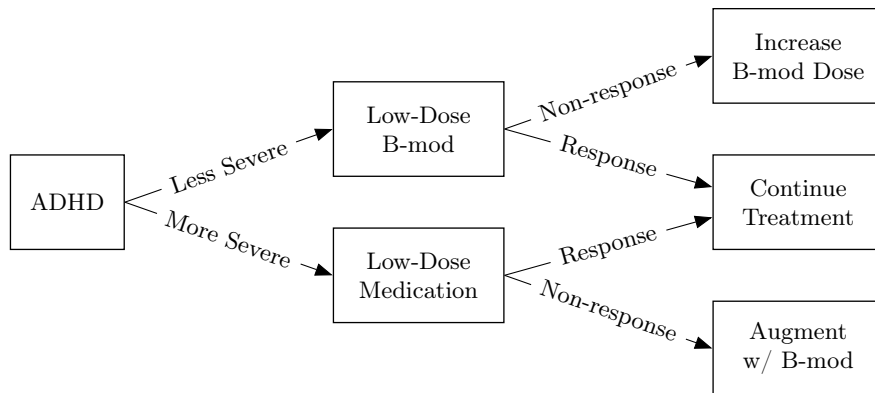 ADHD
Less Severe
More Severe
Low-Dose
B-mod
Low-Dose
Medication
Non-response
Response
Response
Non-response
Increase
B-mod Dose
Continue
Treatment
Augment
w/ B-mod